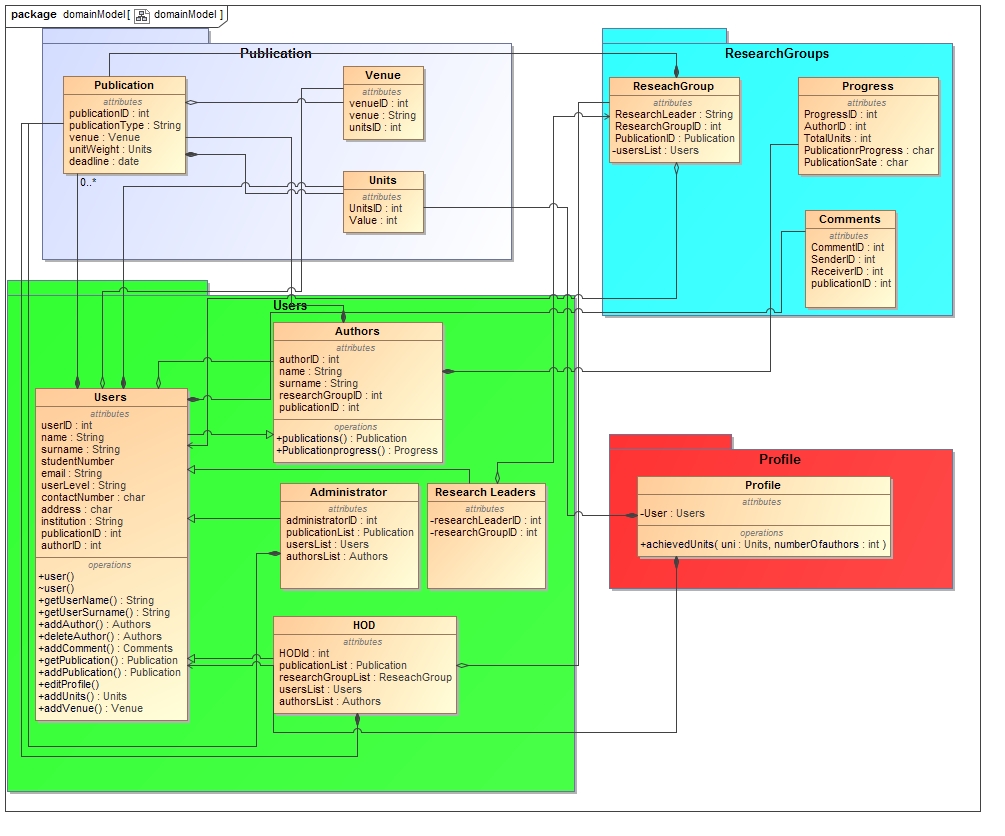 package domainModel[ domainModel ]
Publication
Publication
attributes
publicationID : int
publicationType : String
venue : Venue
unitWeight : Units
deadline : date
0..*
Venue
attributes
venueID : int
venue : String
unitsID : int
Units
attributes
UnitsID : int
Value : int
ResearchGroups
ReseachGroup
attributes
ResearchLeader : String
ResearchGroupID : int
PublicationID : Publication
-usersList : Users
Progress
attributes
ProgressID : int
AuthorID : int
TotalUnits : int
PublicationrProgress : char
PublicationSate : char
Comments
attributes
CommentID : int
SenderID : int
ReceiverID : int
publicationID : int
Users
Users
attributes
userID : int
name : String
surname : String
studentNumber
email : String
userLevel : String
contactNumber : char
address : char
institution : String
publicationID : int
authorID : int
operations
+user()
~user()
+getUserName() : String
+getUserSurname() : String
+addAuthor() : Authors
+deleteAuthor() : Authors
+addComment() : Comments
+getPublication() : Publication
+addPublication() : Publication
+editProfile()
+addUnits() : Units
+addVenue() : Venue
Authors
attributes
authorID : int
name : String
surname : String
researchGroupID : int
publicationID : int
operations
+publications() : Publication
+Publicationprogress() : Progress
Administrator
attributes
administratorID : int
publicationList : Publication
usersList : Users
authorsList : Authors
Research Leaders
attributes
-researchLeaderID : int
-researchGroupID : int
HOD
attributes
HODId : int
publicationList : Publication
researchGroupList : ReseachGroup
usersList : Users
authorsList : Authors
Profile
Profile
attributes
-User : Users
operations
+achievedUnits( uni : Units, numberOfauthors : int )